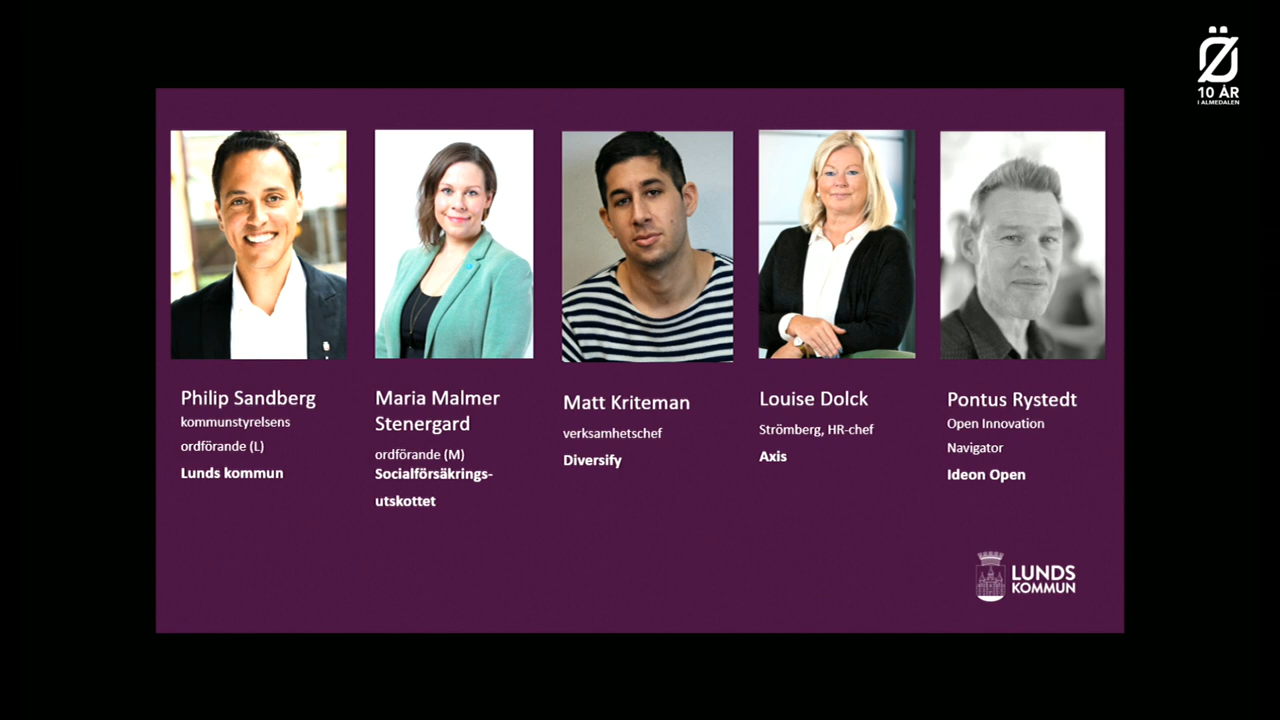 Ö
10 ÅR
I ALMEDALEN
Philip Sandberg
kommunstyrelsens
ordförande (L)
Lunds kommun
Maria Malmer
Stenergard
ordförande (M)
Socialförsäkrings-
utskottet
Matt Kriteman
verksamhetschef
Diversify
Louise Dolck
Strömberg, HR-chef
Axis
Pontus Rystedt
Open Innovation
Navigator
Ideon Open
LUNDS
KOMMUN